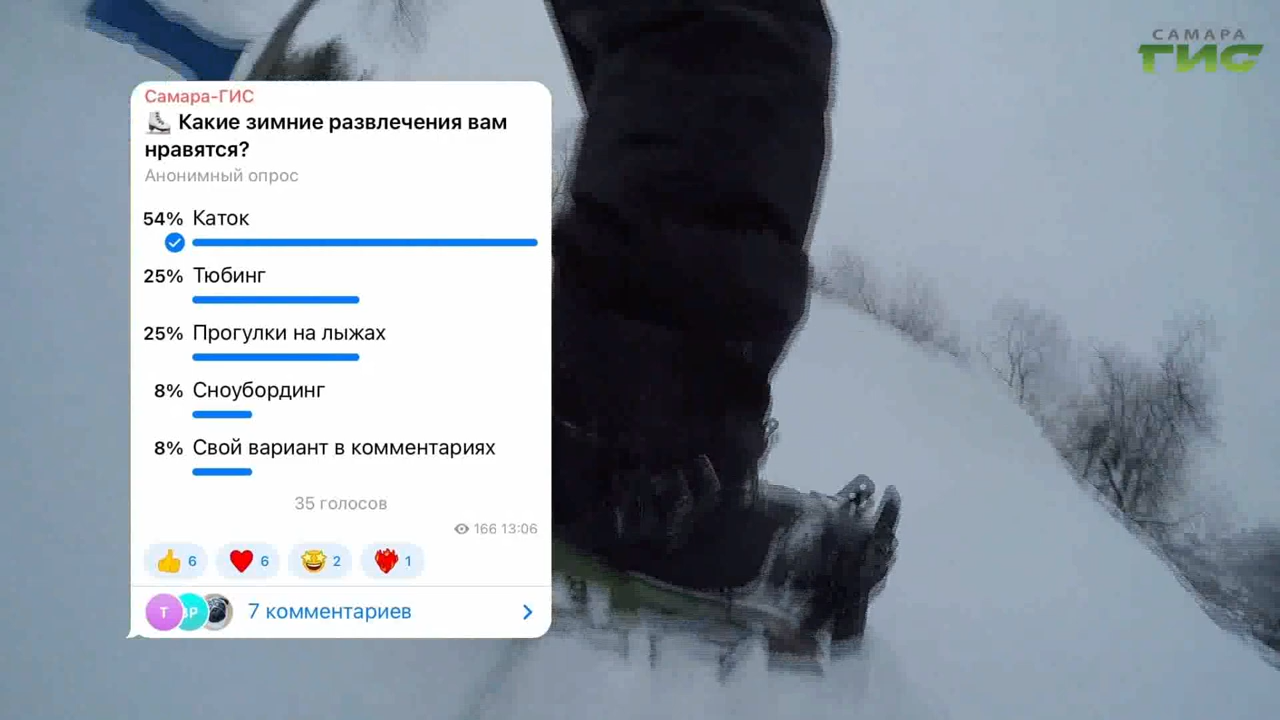 САМАРА
ГИС
Самара-ГИС
⛸ Какие зимние развлечения вам
нравятся?
Анонимный опрос
54% Каток
25% Тюбинг
25% Прогулки на лыжах
8% Сноубординг
8% Свой вариант в комментариях
35 голосов
166 13:06
👍 6 ❤️ 6 🤩 2 ❤️‍🔥 1
Т ВР 7 комментариев